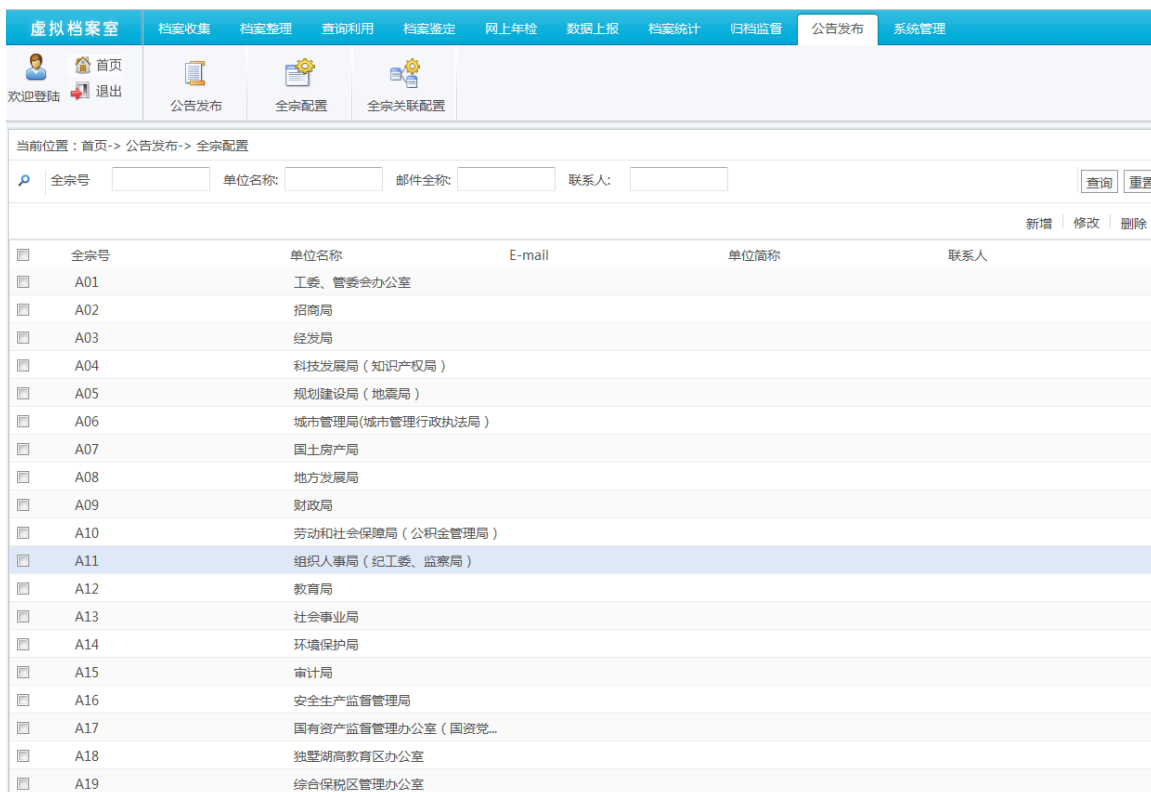 虚拟档案室 档案收集 档案整理 查询利用 档案鉴定 网上年检 数据上报 档案统计 归档监督 公告发布 系统管理
首页
欢迎登陆 退出
公告发布 全宗配置 全宗关联配置
当前位置：首页-> 公告发布-> 全宗配置
全宗号 单位名称: 邮件全称: 联系人: 查询 重置
新增 修改 删除
全宗号 单位名称 E-mail 单位简称 联系人
A01 工委、管委会办公室
A02 招商局
A03 经发局
A04 科技发展局（知识产权局）
A05 规划建设局（地震局）
A06 城市管理局(城市管理行政执法局）
A07 国土房产局
A08 地方发展局
A09 财政局
A10 劳动和社会保障局（公积金管理局）
A11 组织人事局（纪工委、监察局）
A12 教育局
A13 社会事业局
A14 环境保护局
A15 审计局
A16 安全生产监督管理局
A17 国有资产监督管理办公室（国资党...
A18 独墅湖高教育区办公室
A19 综合保税区管理办公室